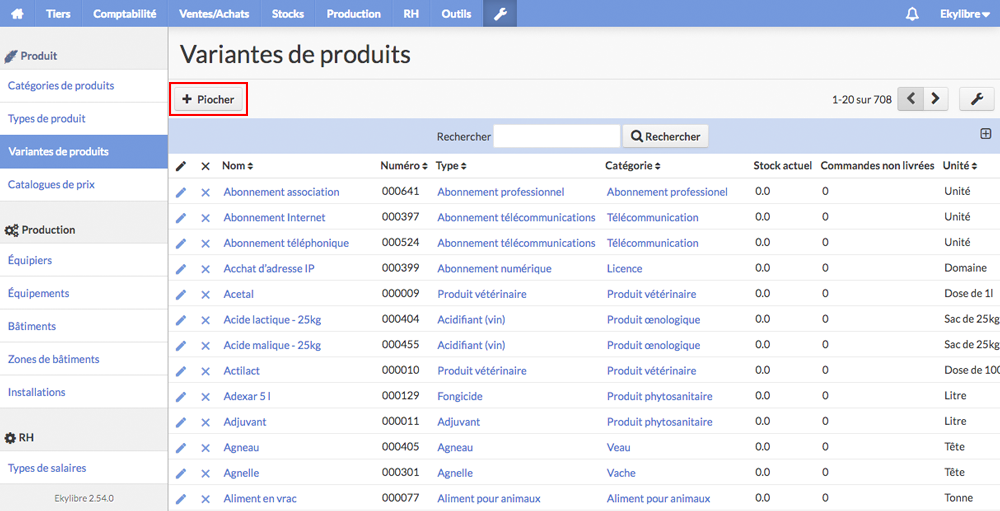 Tiers Comptabilité Ventes/Achats Stocks Production RH Outils Ekylibre
Produit
Catégories de produits
Types de produit
Variantes de produits
Catalogues de prix
Production
Équipiers
Équipements
Bâtiments
Zones de bâtiments
Installations
RH
Types de salaires
Ekylibre 2.54.0
Variantes de produits
+ Piocher 1-20 sur 708
Rechercher Rechercher
Nom Numéro Type Catégorie Stock actuel Commandes non livrées Unité
Abonnement association 000641 Abonnement professionnel Abonnement professionel 0.0 0 Unité
Abonnement Internet 000397 Abonnement télécommunications Télécommunication 0.0 0 Unité
Abonnement téléphonique 000524 Abonnement télécommunications Télécommunication 0.0 0 Unité
Acchat d'adresse IP 000399 Abonnement numérique Licence 0.0 0 Domaine
Acetal 000009 Produit vétérinaire Produit vétérinaire 0.0 0 Dose de 1l
Acide lactique - 25kg 000404 Acidifiant (vin) Produit œnologique 0.0 0 Sac de 25kg
Acide malique - 25kg 000455 Acidifiant (vin) Produit œnologique 0.0 0 Sac de 25kg
Actilact 000010 Produit vétérinaire Produit vétérinaire 0.0 0 Dose de 100
Adexar 5 l 000129 Fongicide Produit phytosanitaire 0.0 0 Litre
Adjuvant 000011 Adjuvant Produit phytosanitaire 0.0 0 Litre
Agneau 000405 Agneau Veau 0.0 0 Tête
Agnelle 000301 Agnelle Vache 0.0 0 Tête
Aliment en vrac 000077 Aliment pour animaux Aliment pour animaux 0.0 0 Tonne